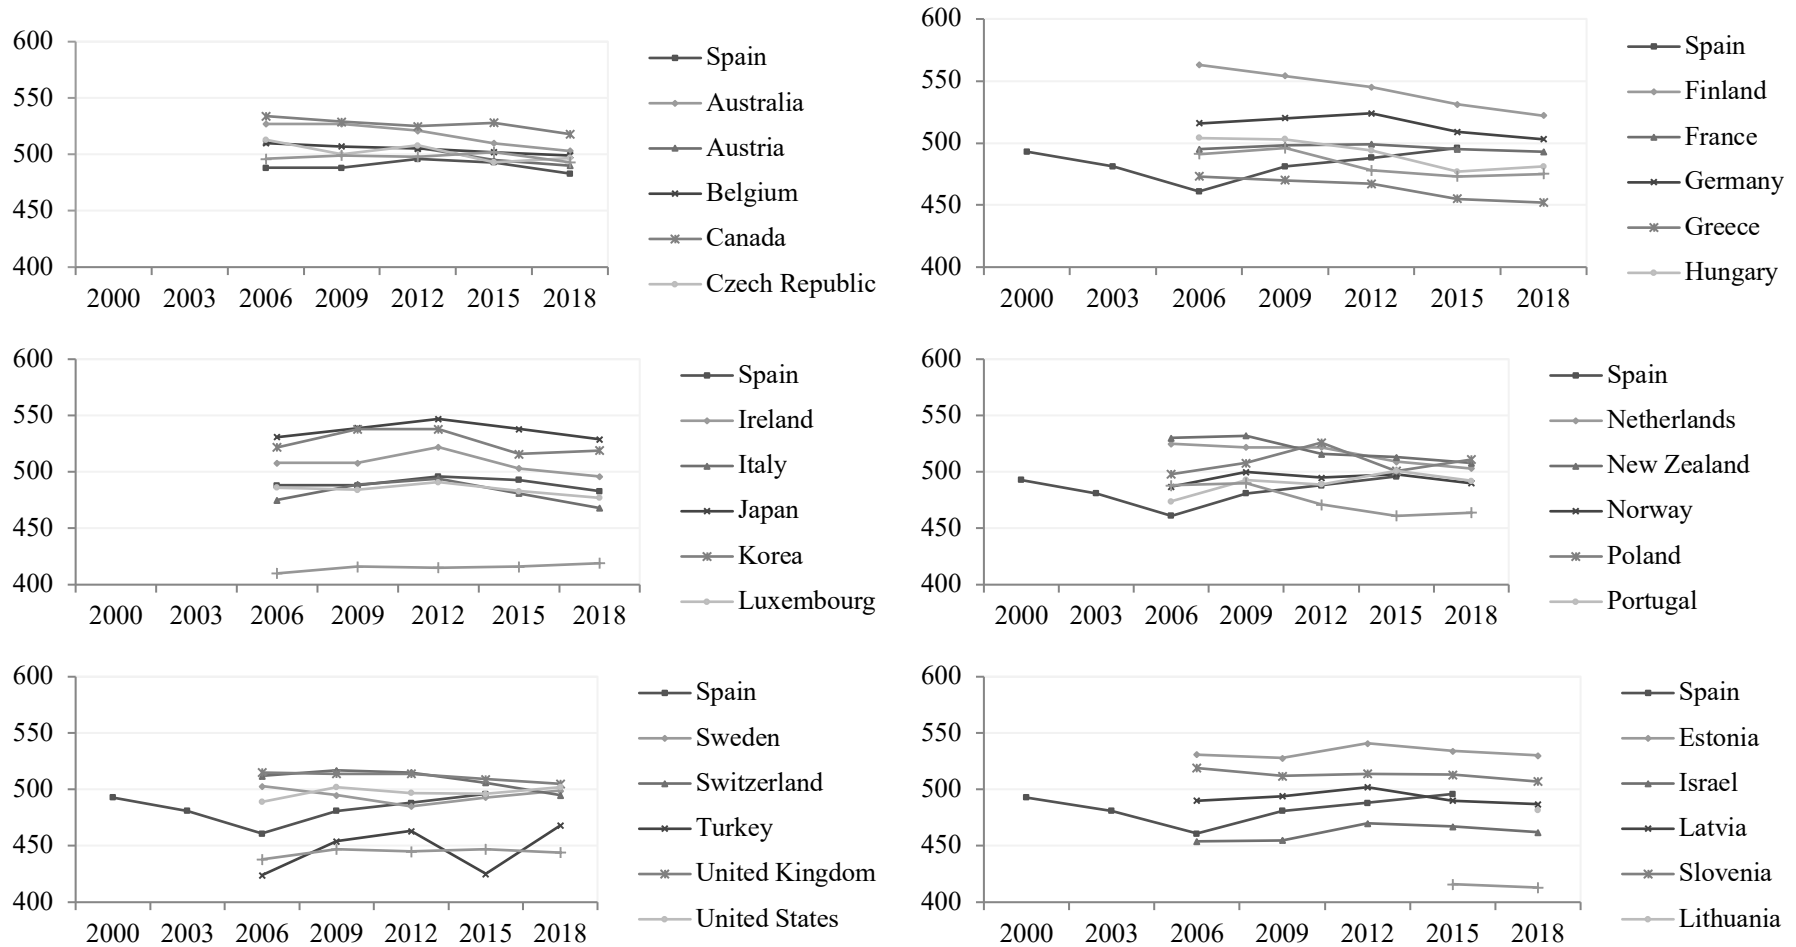 600
550
500
450
400
2000 2003 2006 2009 2012 2015 2018
Spain
Australia
Austria
Belgium
Canada
Czech Republic
600
550
500
450
400
2000 2003 2006 2009 2012 2015 2018
Spain
Finland
France
Germany
Greece
Hungary
600
550
500
450
400
2000 2003 2006 2009 2012 2015 2018
Spain
Ireland
Italy
Japan
Korea
Luxembourg
600
550
500
450
400
2000 2003 2006 2009 2012 2015 2018
Spain
Netherlands
New Zealand
Norway
Poland
Portugal
600
550
500
450
400
2000 2003 2006 2009 2012 2015 2018
Spain
Sweden
Switzerland
Turkey
United Kingdom
United States
600
550
500
450
400
2000 2003 2006 2009 2012 2015 2018
Spain
Estonia
Israel
Latvia
Slovenia
Lithuania